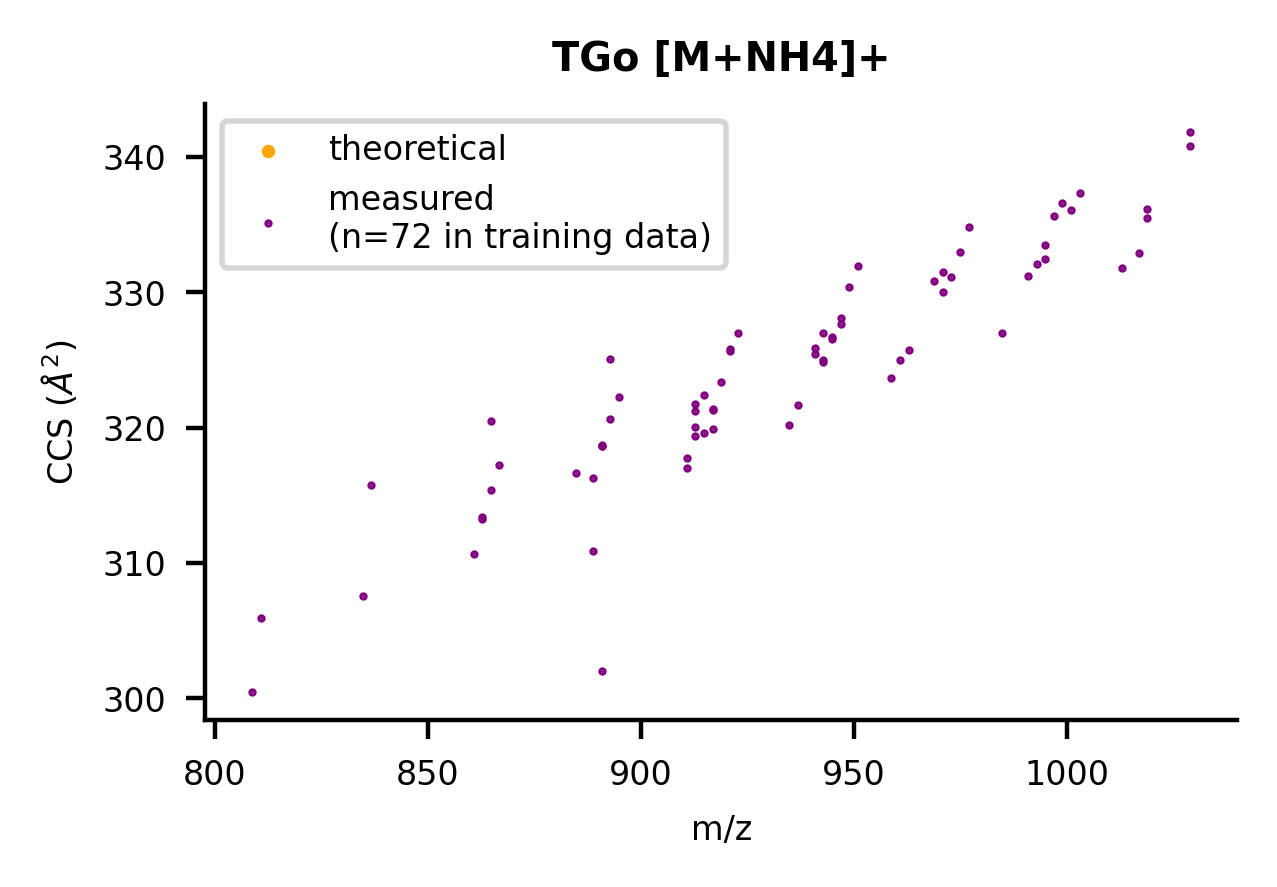 TGo [M+NH4]+
theoretical
measured
(n=72 in training data)
CCS (Å²)
340
330
320
310
300
800
850
900
950
1000
m/z